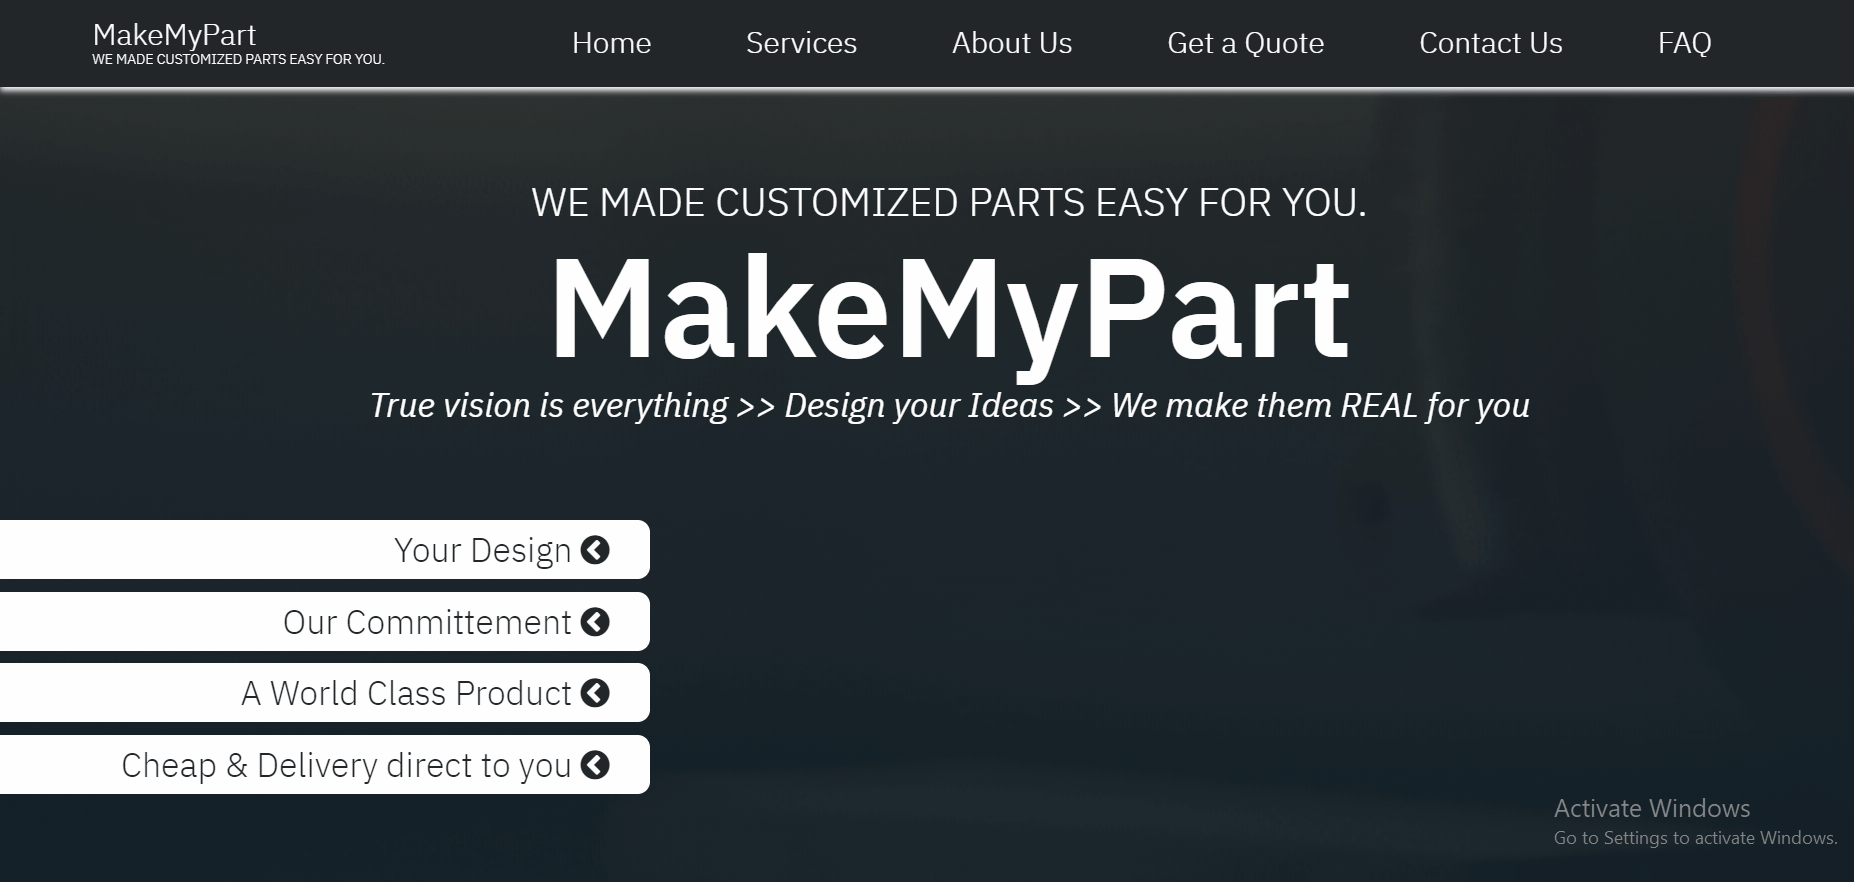 MakeMyPart
WE MADE CUSTOMIZED PARTS EASY FOR YOU.
Home Services About Us Get a Quote Contact Us FAQ
WE MADE CUSTOMIZED PARTS EASY FOR YOU.
MakeMyPart
True vision is everything >> Design your Ideas >> We make them REAL for you
Your Design
Our Committement
A World Class Product
Cheap & Delivery direct to you
Activate Windows
Go to Settings to activate Windows.